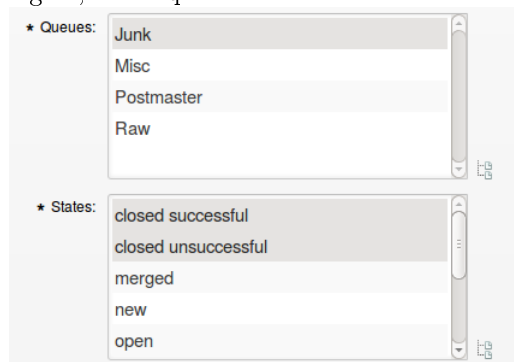 ★ Queues:
Junk
Misc
Postmaster
Raw
★ States:
closed successful
closed unsuccessful
merged
new
open